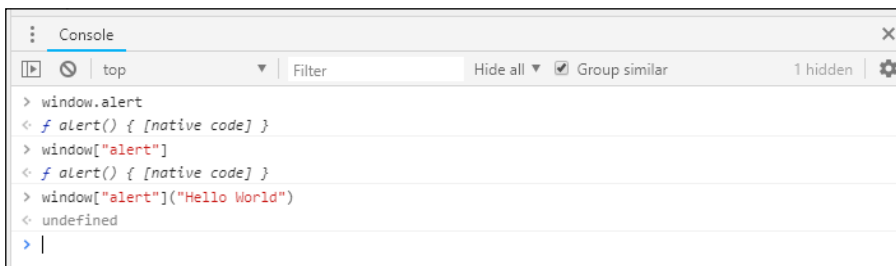 Console
top Filter Hide all Group similar 1 hidden
> window.alert
ƒ alert() { [native code] }
> window["alert"]
ƒ alert() { [native code] }
> window["alert"]("Hello World")
undefined
>